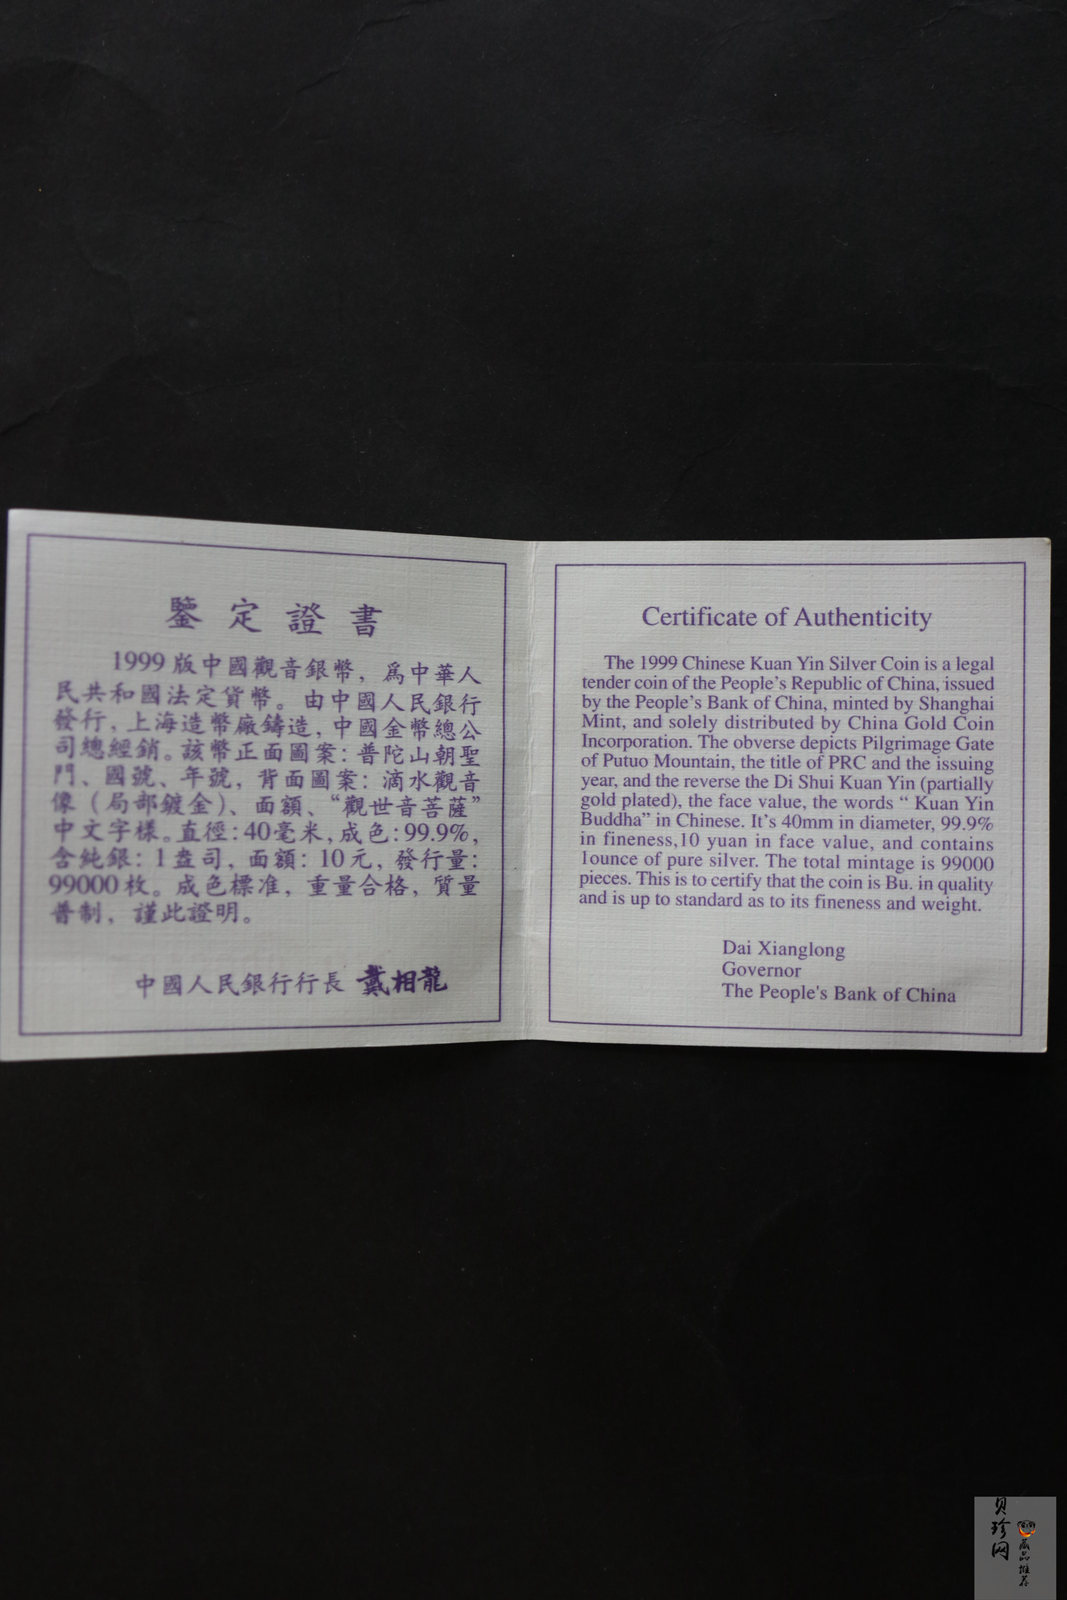 鑒定證書
1999版中國觀音銀幣，爲中華人
民共和國法定貨幣。由中國人民銀行
發行，上海造幣廠鑄造，中國金幣總公
司總經銷。該幣正面圖案：普陀山朝聖
門、國號、年號，背面圖案：滴水觀音
像（局部鍍金）、面額、“觀世音菩薩”
中文字樣。直徑：40毫米，成色：99.9%，
含純銀：1盎司，面額：10元，發行量：
99000枚。成色標准，重量合格，質量
普制，謹此證明。
中國人民銀行行長 戴相龍
Certificate of Authenticity
The 1999 Chinese Kuan Yin Silver Coin is a legal
tender coin of the People's Republic of China, issued
by the People's Bank of China, minted by Shanghai
Mint, and solely distributed by China Gold Coin
Incorporation. The obverse depicts Pilgrimage Gate
of Putuo Mountain, the title of PRC and the issuing
year, and the reverse the Di Shui Kuan Yin (partially
gold plated), the face value, the words “ Kuan Yin
Buddha” in Chinese. It's 40mm in diameter, 99.9%
in fineness,10 yuan in face value, and contains
1ounce of pure silver. The total mintage is 99000
pieces. This is to certify that the coin is Bu. in quality
and is up to standard as to its fineness and weight.
Dai Xianglong
Governor
The People's Bank of China
贝珍网
藏品推荐